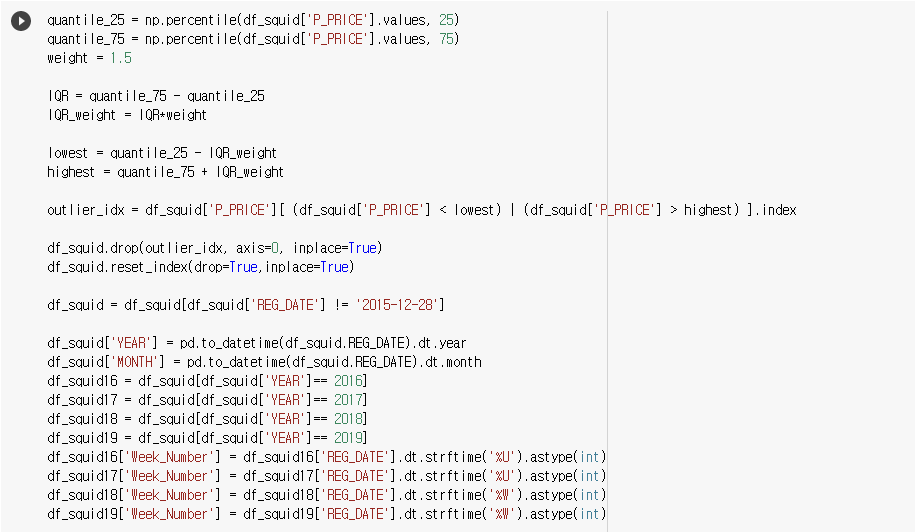 quantile_25 = np.percentile(df_squid['P_PRICE'].values, 25)
quantile_75 = np.percentile(df_squid['P_PRICE'].values, 75)
weight = 1.5
IQR = quantile_75 - quantile_25
IQR_weight = IQR*weight
lowest = quantile_25 - IQR_weight
highest = quantile_75 + IQR_weight
outlier_idx = df_squid['P_PRICE'][ (df_squid['P_PRICE'] < lowest) | (df_squid['P_PRICE'] > highest) ].index
df_squid.drop(outlier_idx, axis=0, inplace=True)
df_squid.reset_index(drop=True,inplace=True)
df_squid = df_squid[df_squid['REG_DATE'] != '2015-12-28']
df_squid['YEAR'] = pd.to_datetime(df_squid.REG_DATE).dt.year
df_squid['MONTH'] = pd.to_datetime(df_squid.REG_DATE).dt.month
df_squid16 = df_squid[df_squid['YEAR']== 2016]
df_squid17 = df_squid[df_squid['YEAR']== 2017]
df_squid18 = df_squid[df_squid['YEAR']== 2018]
df_squid19 = df_squid[df_squid['YEAR']== 2019]
df_squid16['Week_Number'] = df_squid16['REG_DATE'].dt.strftime('%U').astype(int)
df_squid17['Week_Number'] = df_squid17['REG_DATE'].dt.strftime('%U').astype(int)
df_squid18['Week_Number'] = df_squid18['REG_DATE'].dt.strftime('%W').astype(int)
df_squid19['Week_Number'] = df_squid19['REG_DATE'].dt.strftime('%W').astype(int)